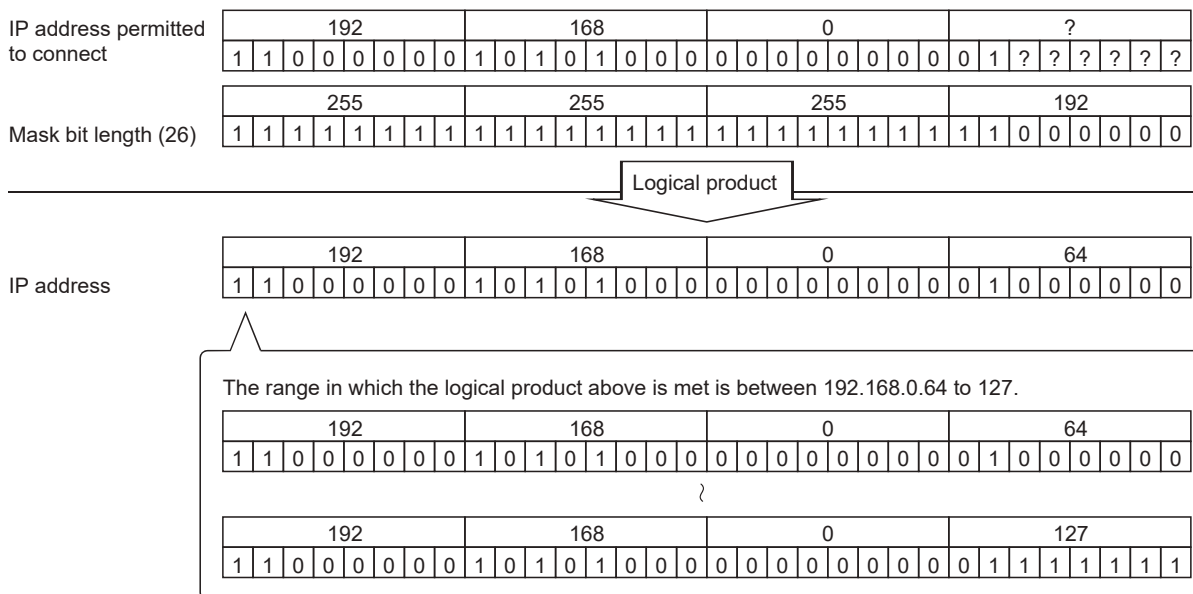 IP address permitted to connect
192 168 0 ?
1 1 0 0 0 0 0 0 1 0 1 0 1 0 0 0 0 0 0 0 0 0 0 0 0 1 ? ? ? ? ? ?
255 255 255 192
Mask bit length (26)
1 1 1 1 1 1 1 1 1 1 1 1 1 1 1 1 1 1 1 1 1 1 1 1 1 1 0 0 0 0 0 0
Logical product
192 168 0 64
IP address
1 1 0 0 0 0 0 0 1 0 1 0 1 0 0 0 0 0 0 0 0 0 0 0 0 1 0 0 0 0 0 0
The range in which the logical product above is met is between 192.168.0.64 to 127.
192 168 0 64
1 1 0 0 0 0 0 0 1 0 1 0 1 0 0 0 0 0 0 0 0 0 0 0 0 1 0 0 0 0 0 0
~
192 168 0 127
1 1 0 0 0 0 0 0 1 0 1 0 1 0 0 0 0 0 0 0 0 0 0 0 0 1 1 1 1 1 1 1